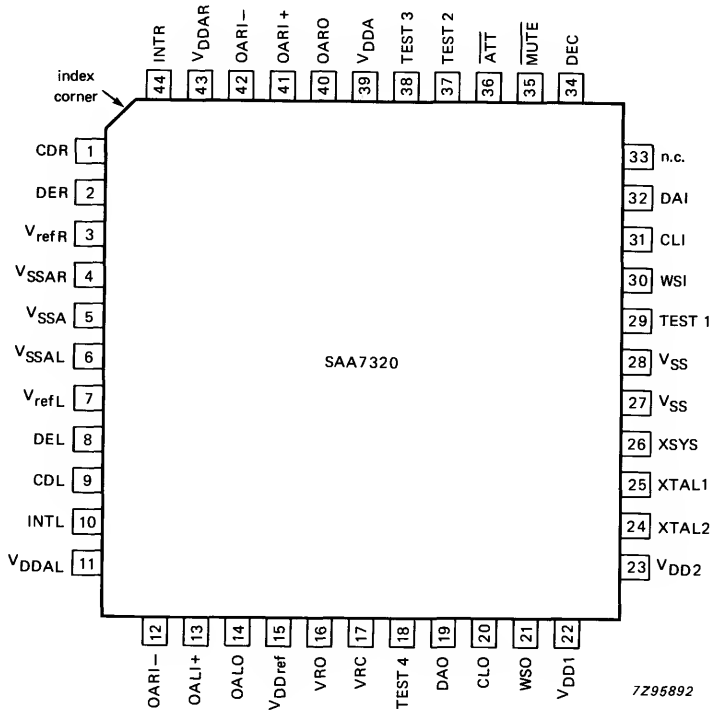 INTR
VDDAR
OARI−
OARI+
OARO
VDDA
TEST 3
TEST 2
ATT
MUTE
DEC
44
43
42
41
40
39
38
37
36
35
34
index
corner
CDR 1
DER 2
VrefR 3
VSSAR 4
VSSA 5
VSSAL 6
VrefL 7
DEL 8
CDL 9
INTL 10
VDDAL 11
SAA7320
33 n.c.
32 DAI
31 CLI
30 WSI
29 TEST 1
28 VSS
27 VSS
26 XSYS
25 XTAL1
24 XTAL2
23 VDD2
12
13
14
15
16
17
18
19
20
21
22
OARI−
OALI+
OALO
VDDref
VRO
VRC
TEST 4
DAO
CLO
WSO
VDD1
7Z95892